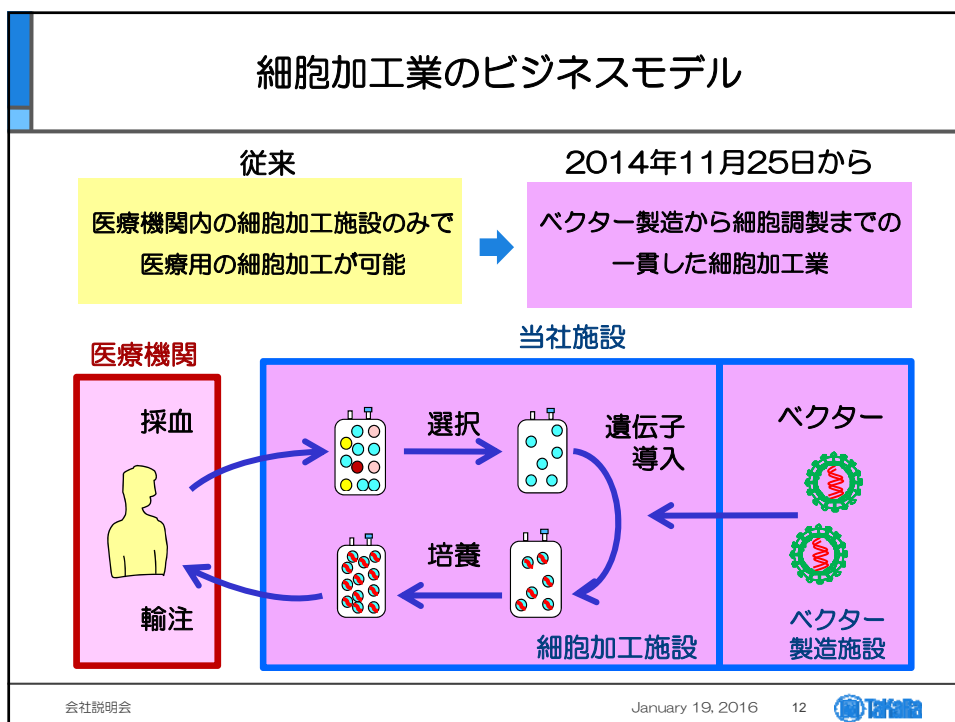 細胞加工業のビジネスモデル
従来
医療機関内の細胞加工施設のみで
医療用の細胞加工が可能
2014年11月25日から
ベクター製造から細胞調製までの
一貫した細胞加工業
医療機関
当社施設
採血
選択
遺伝子
導入
ベクター
培養
輸注
細胞加工施設
ベクター
製造施設
会社説明会
January 19, 2016
12
TaKaRa